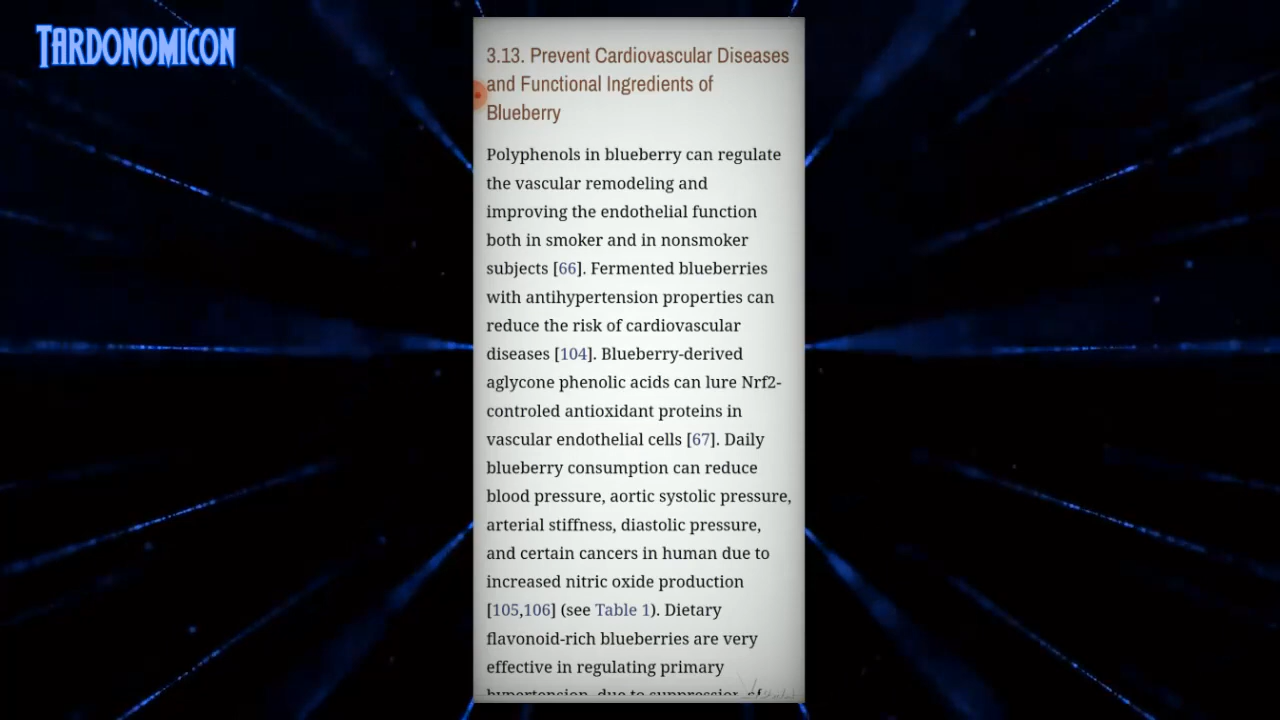 TARDONOMICON
3.13. Prevent Cardiovascular Diseases
and Functional Ingredients of
Blueberry
Polyphenols in blueberry can regulate
the vascular remodeling and
improving the endothelial function
both in smoker and in nonsmoker
subjects [66]. Fermented blueberries
with antihypertension properties can
reduce the risk of cardiovascular
diseases [104]. Blueberry-derived
aglycone phenolic acids can lure Nrf2-
controled antioxidant proteins in
vascular endothelial cells [67]. Daily
blueberry consumption can reduce
blood pressure, aortic systolic pressure,
arterial stiffness, diastolic pressure,
and certain cancers in human due to
increased nitric oxide production
[105,106] (see Table 1). Dietary
flavonoid-rich blueberries are very
effective in regulating primary
hypertension, due to suppression of